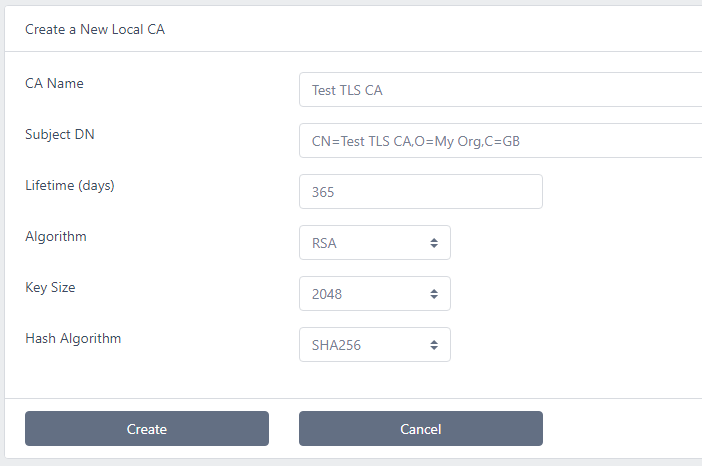 Create a New Local CA
CA Name
Test TLS CA
Subject DN
CN=Test TLS CA,O=My Org,C=GB
Lifetime (days)
365
Algorithm
RSA
Key Size
2048
Hash Algorithm
SHA256
Create
Cancel